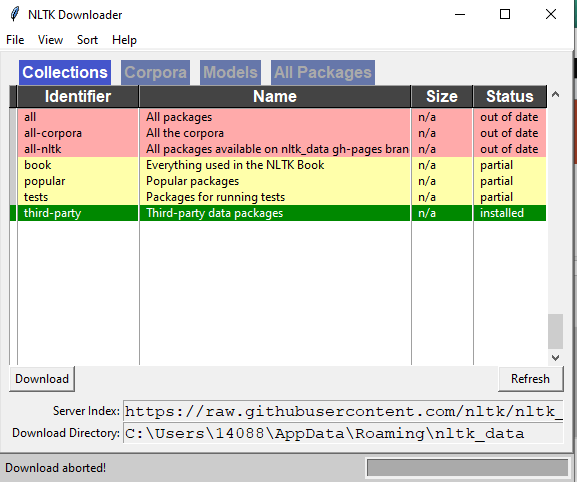 NLTK Downloader
File View Sort Help
Collections Corpora Models All Packages
Identifier Name Size Status
all All packages n/a out of date
all-corpora All the corpora n/a out of date
all-nltk All packages available on nltk_data gh-pages bran n/a out of date
book Everything used in the NLTK Book n/a partial
popular Popular packages n/a partial
tests Packages for running tests n/a partial
third-party Third-party data packages n/a installed
Download Refresh
Server Index: https://raw.githubusercontent.com/nltk/nltk_
Download Directory: C:\Users\14088\AppData\Roaming\nltk_data
Download aborted!